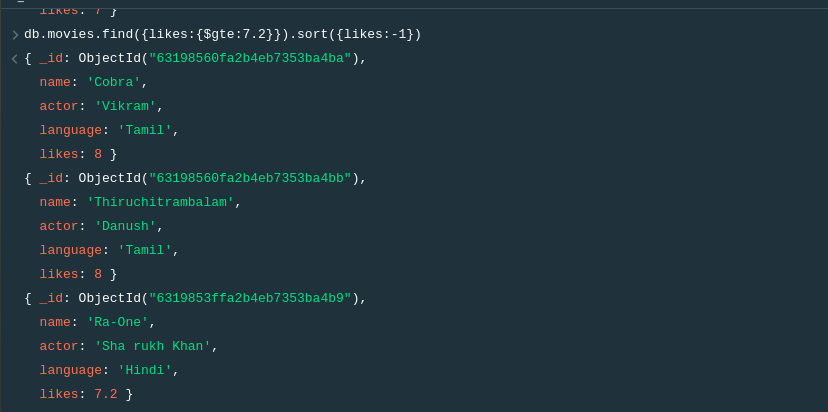 likes: 7 }
> db.movies.find({likes:{$gte:7.2}}).sort({likes:-1})
< { _id: ObjectId("63198560fa2b4eb7353ba4ba"),
name: 'Cobra',
actor: 'Vikram',
language: 'Tamil',
likes: 8 }
{ _id: ObjectId("63198560fa2b4eb7353ba4bb"),
name: 'Thiruchitrambalam',
actor: 'Danush',
language: 'Tamil',
likes: 8 }
{ _id: ObjectId("6319853ffa2b4eb7353ba4b9"),
name: 'Ra-One',
actor: 'Sha rukh Khan',
language: 'Hindi',
likes: 7.2 }